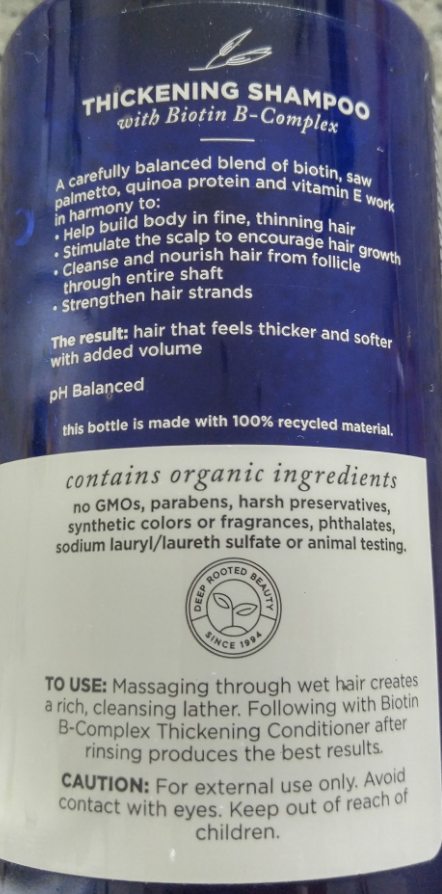 THICKENING SHAMPOO
with Biotin B-Complex
A carefully balanced blend of biotin, saw
palmetto, quinoa protein and vitamin E work
in harmony to:
• Help build body in fine, thinning hair
• Stimulate the scalp to encourage hair growth
• Cleanse and nourish hair from follicle
through entire shaft
• Strengthen hair strands
The result: hair that feels thicker and softer
with added volume
pH Balanced
this bottle is made with 100% recycled material.
contains organic ingredients
no GMOs, parabens, harsh preservatives,
synthetic colors or fragrances, phthalates,
sodium lauryl/laureth sulfate or animal testing.
DEEP ROOTED BEAUTY
SINCE 1994
TO USE: Massaging through wet hair creates
a rich, cleansing lather. Following with Biotin
B-Complex Thickening Conditioner after
rinsing produces the best results.
CAUTION: For external use only. Avoid
contact with eyes. Keep out of reach of
children.